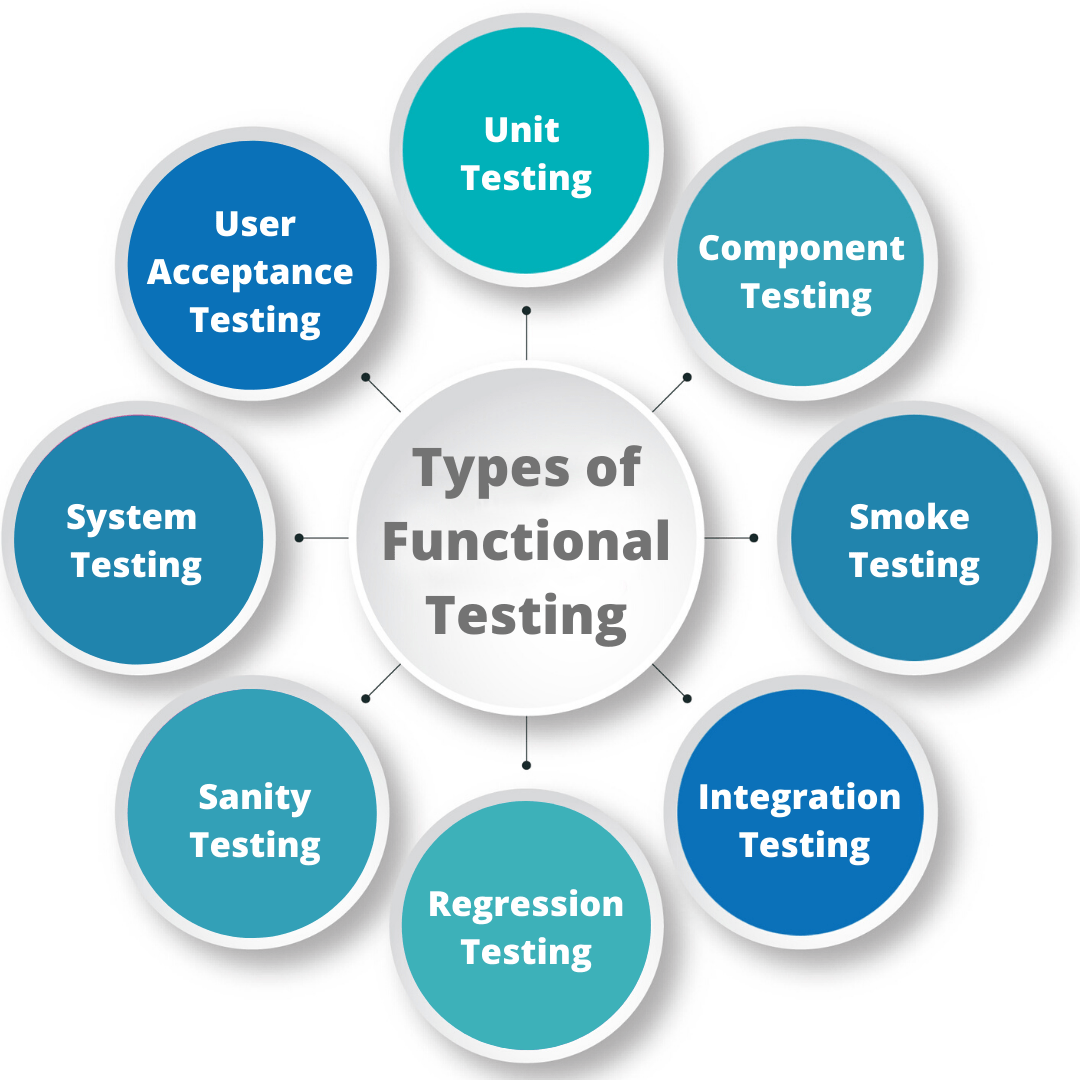 Unit
Testing
Component
Testing
Smoke
Testing
Integration
Testing
Regression
Testing
Sanity
Testing
System
Testing
User
Acceptance
Testing
Types of
Functional
Testing